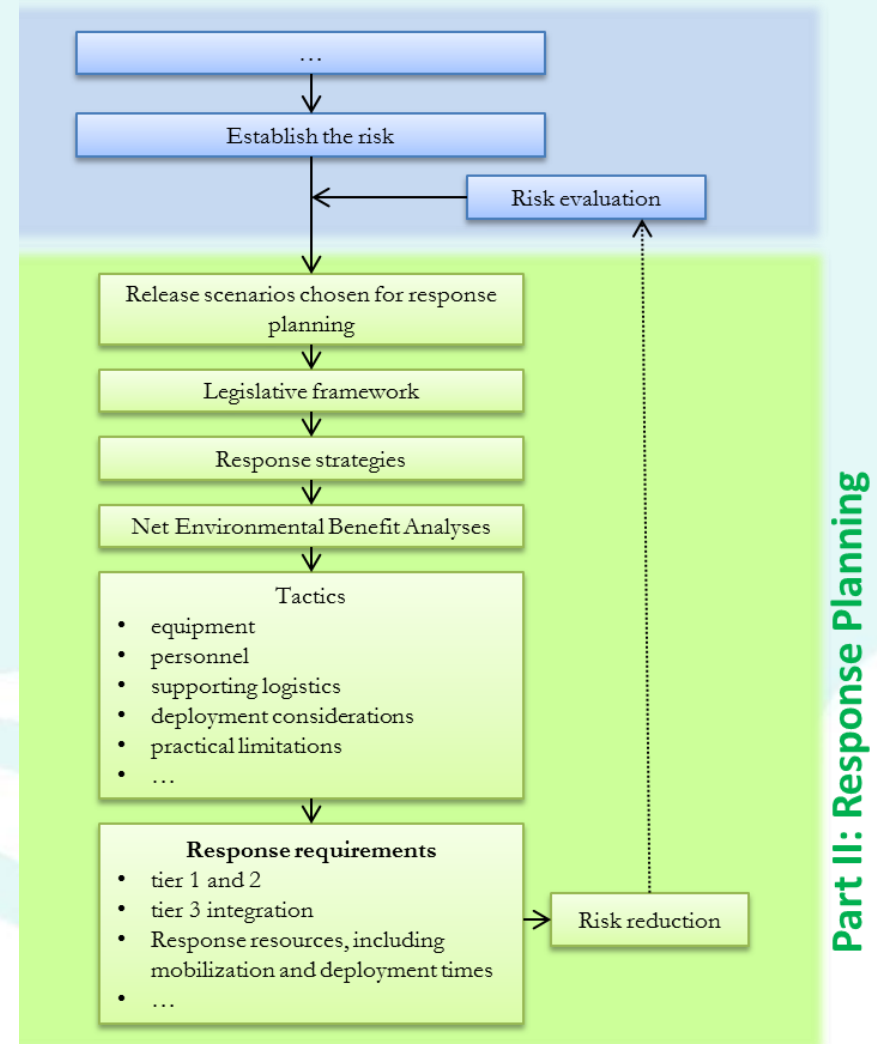 …
Establish the risk
Risk evaluation
Release scenarios chosen for response
planning
Legislative framework
Response strategies
Net Environmental Benefit Analyses
Tactics
• equipment
• personnel
• supporting logistics
• deployment considerations
• practical limitations
• …
Response requirements
• tier 1 and 2
• tier 3 integration
• Response resources, including
mobilization and deployment times
• …
Risk reduction
Part II: Response Planning